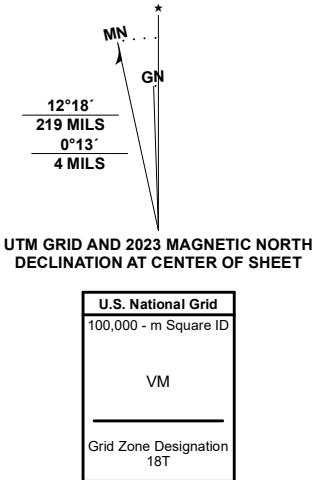 ★
MN
GN
12°18´
219 MILS
0°13´
4 MILS
UTM GRID AND 2023 MAGNETIC NORTH
DECLINATION AT CENTER OF SHEET
U.S. National Grid
100,000 - m Square ID
VM
Grid Zone Designation
18T